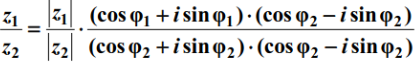 z₁/z₂ = |z₁|/|z₂| · (cos φ₁ + i sin φ₁)·(cos φ₂ − i sin φ₂)/(cos φ₂ + i sin φ₂)·(cos φ₂ − i sin φ₂)